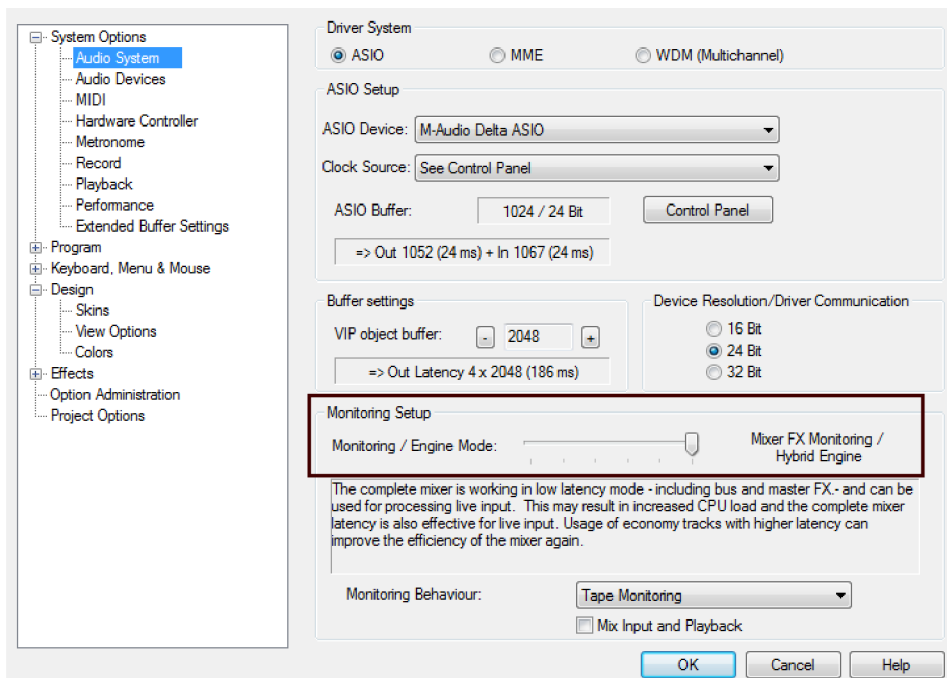 System Options
Audio System
Audio Devices
MIDI
Hardware Controller
Metronome
Record
Playback
Performance
Extended Buffer Settings
Program
Keyboard, Menu & Mouse
Design
Skins
View Options
Colors
Effects
Option Administration
Project Options
Driver System
ASIO MME WDM (Multichannel)
ASIO Setup
ASIO Device: M-Audio Delta ASIO
Clock Source: See Control Panel
ASIO Buffer: 1024 / 24 Bit Control Panel
=> Out 1052 (24 ms) + In 1067 (24 ms)
Buffer settings
VIP object buffer: - 2048 +
=> Out Latency 4 x 2048 (186 ms)
Device Resolution/Driver Communication
16 Bit
24 Bit
32 Bit
Monitoring Setup
Monitoring / Engine Mode:
Mixer FX Monitoring /
Hybrid Engine
The complete mixer is working in low latency mode - including bus and master FX.- and can be
used for processing live input. This may result in increased CPU load and the complete mixer
latency is also effective for live input. Usage of economy tracks with higher latency can
improve the efficiency of the mixer again.
Monitoring Behaviour: Tape Monitoring
Mix Input and Playback
OK Cancel Help